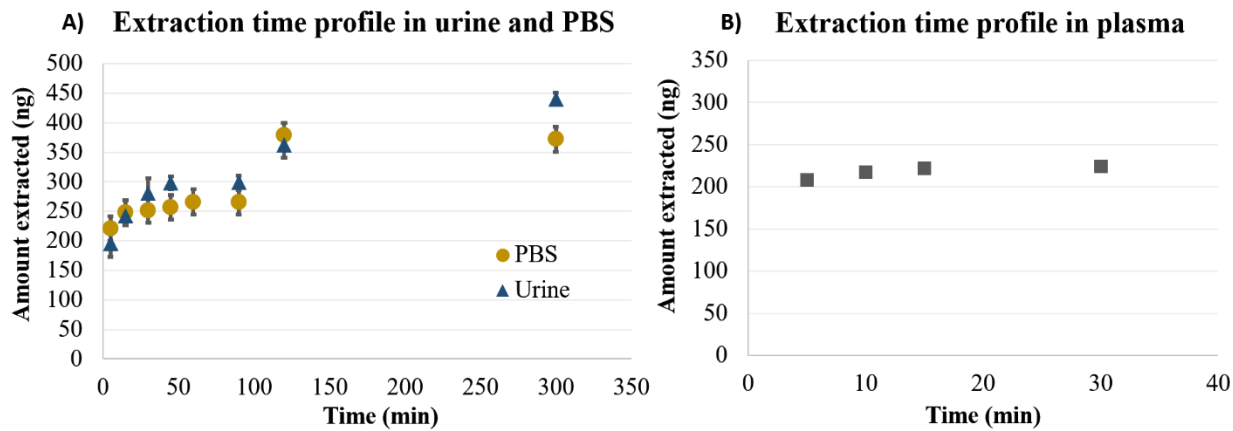 A) Extraction time profile in urine and PBS
500
450
400
350
300
250
200
150
100
50
0
Amount extracted (ng)
PBS
Urine
0 50 100 150 200 250 300 350
Time (min)
B) Extraction time profile in plasma
350
300
250
200
150
100
50
0
Amount extracted (ng)
0 10 20 30 40
Time (min)